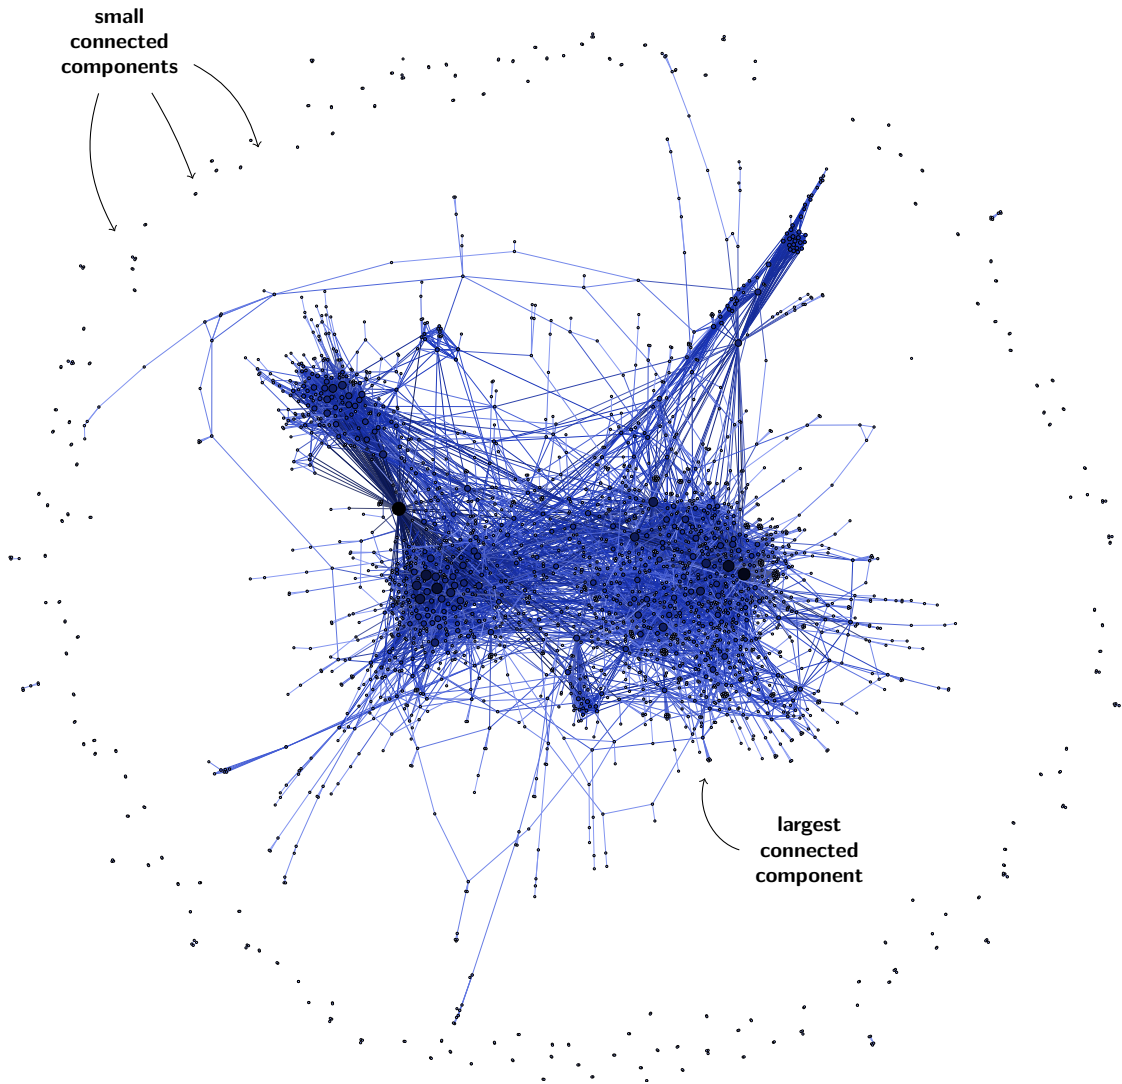 small
connected
components
largest
connected
component